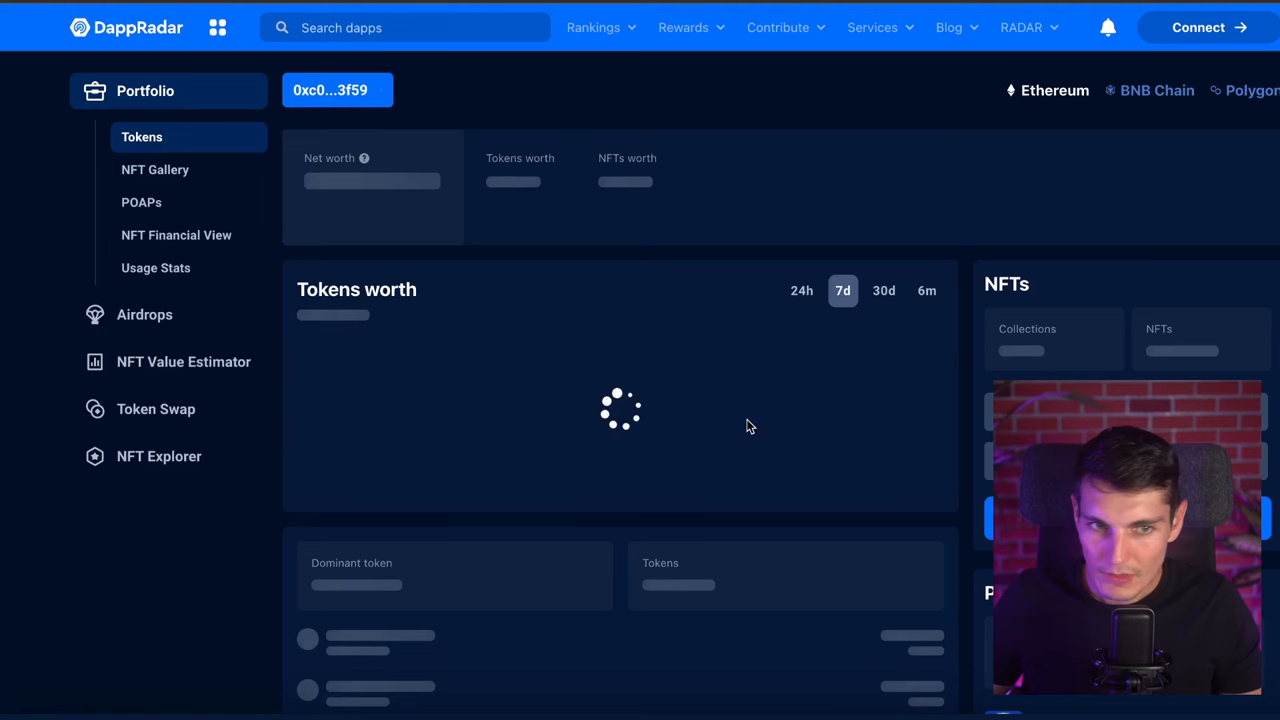 DappRadar
Search dapps
Rankings
Rewards
Contribute
Services
Blog
RADAR
Connect →
Portfolio
0xc0...3f59
Ethereum
BNB Chain
Polygon
Tokens
NFT Gallery
POAPs
NFT Financial View
Usage Stats
Airdrops
NFT Value Estimator
Token Swap
NFT Explorer
Net worth ?
Tokens worth
NFTs worth
Tokens worth
24h
7d
30d
6m
NFTs
Collections
NFTs
Dominant token
Tokens
P